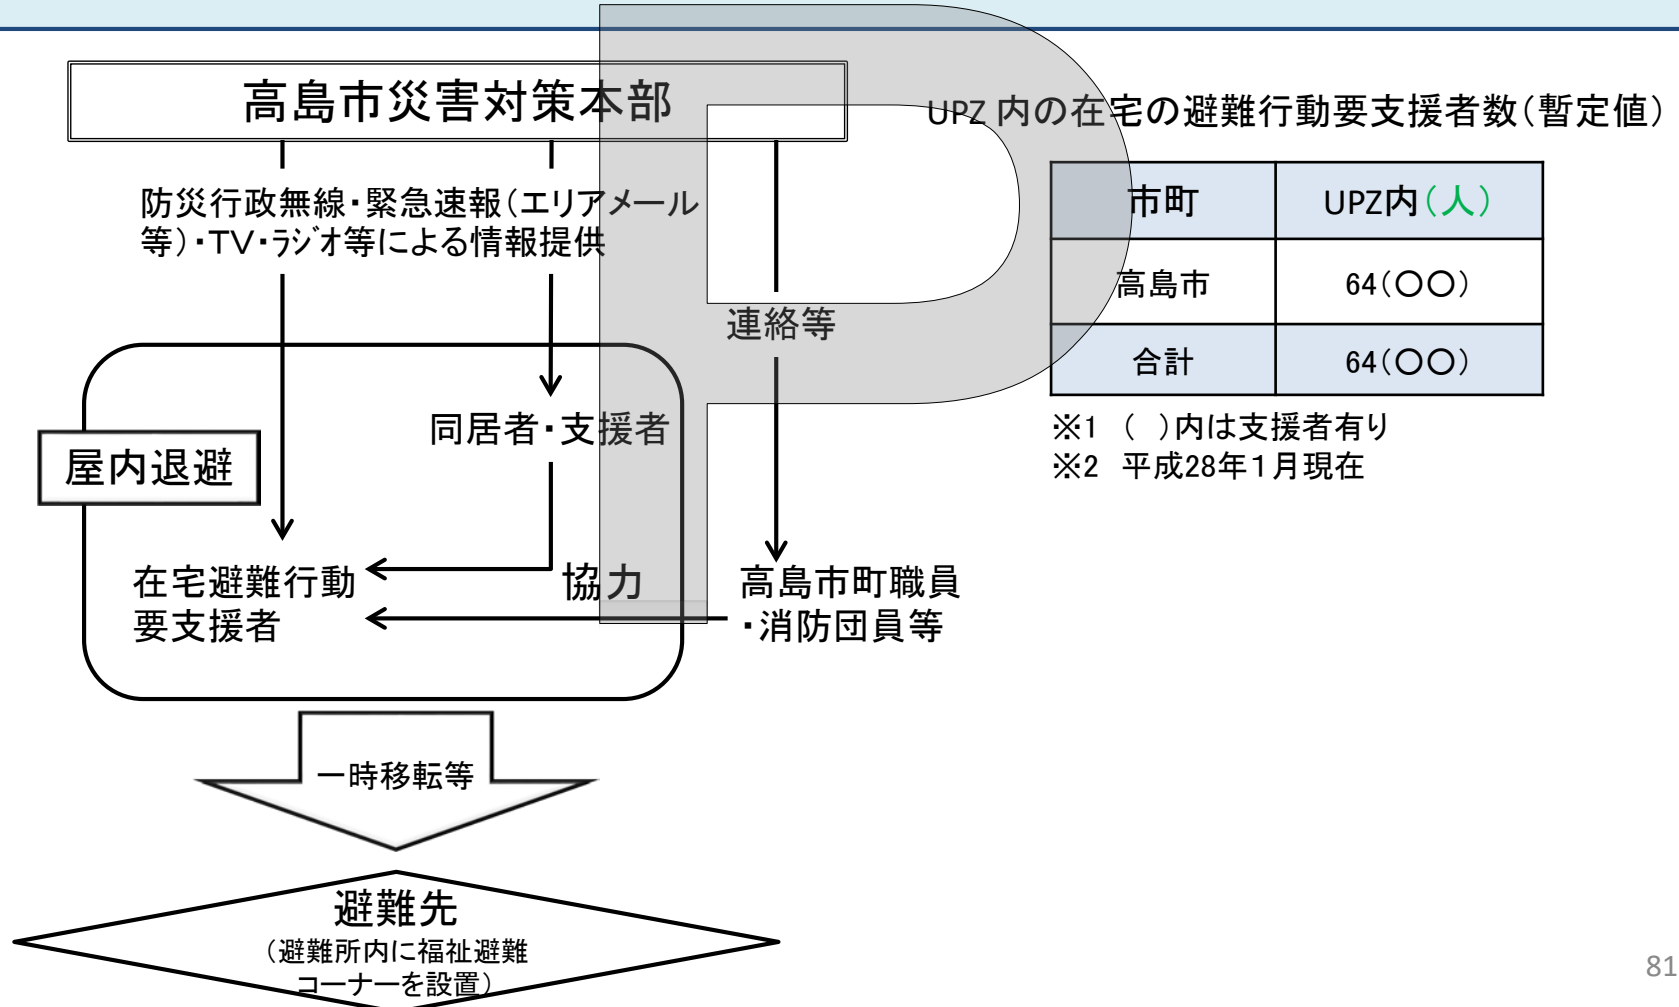 高島市災害対策本部
防災行政無線・緊急速報（エリアメール
等）・TV・ラジオ等による情報提供
連絡等
同居者・支援者
屋内退避
在宅避難行動
要支援者
協力
高島市町職員
・消防団員等
一時移転等
避難先
（避難所内に福祉避難
コーナーを設置）
UPZ 内の在宅の避難行動要支援者数（暫定値）
市町 UPZ内（人）
高島市 64（〇〇）
合計 64（〇〇）
※1 （ ）内は支援者有り
※2 平成28年１月現在
P
81